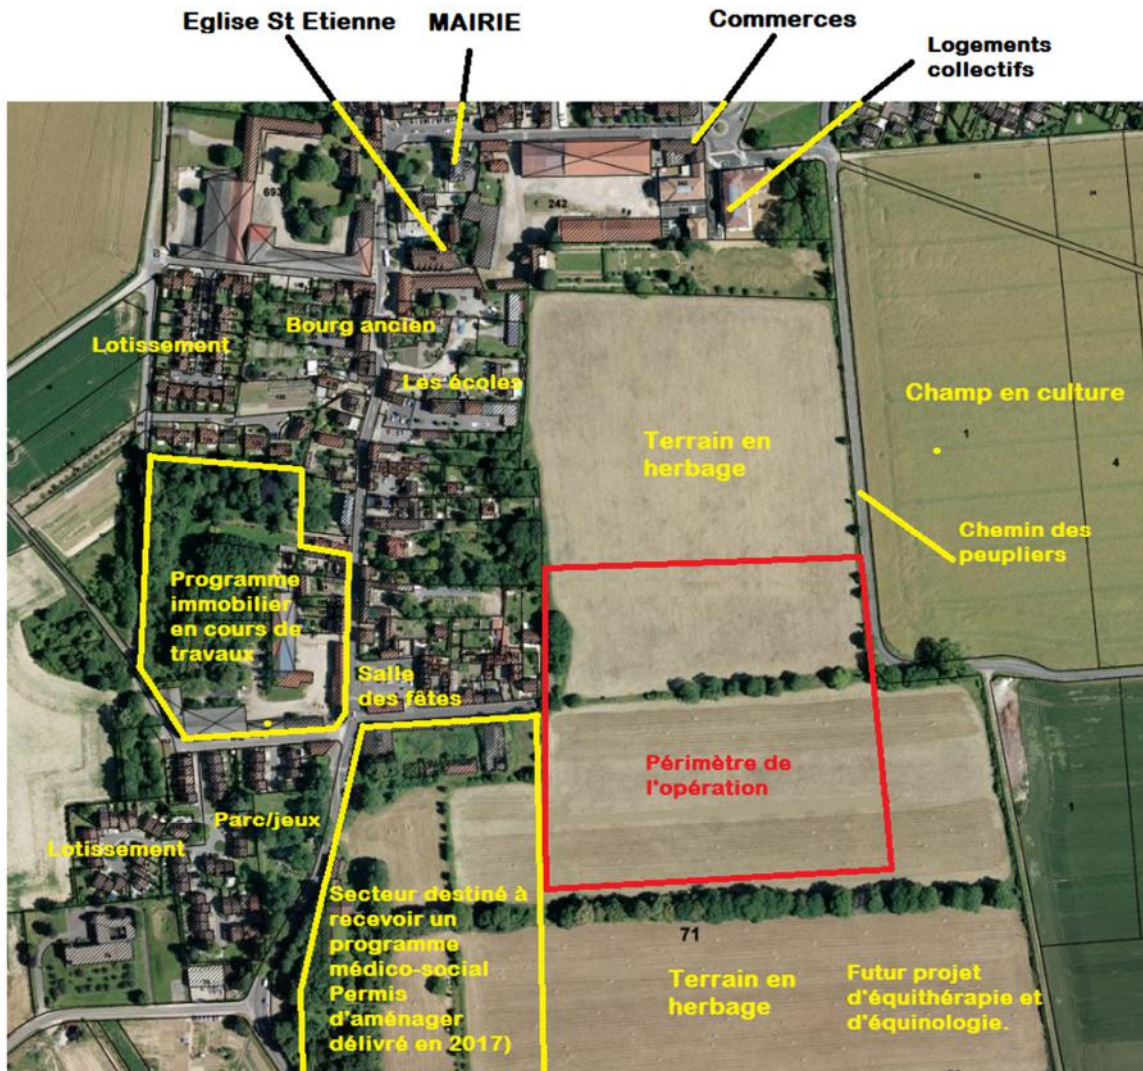 Eglise St Etienne
MAIRIE
Commerces
Logements
collectifs
693
242
Bourg ancien
Lotissement
Les écoles
Champ en culture
1
4
Terrain en
herbage
Chemin des
peupliers
Programme
immobilier
en cours de
travaux
Salle
des fêtes
Périmètre de
l'opération
1
Parc/jeux
Lotissement
Secteur destiné à
recevoir un
programme
médico-social
Permis
d'aménager
délivré en 2017)
71
Terrain en
herbage
Futur projet
d'équithérapie et
d'équinologie.